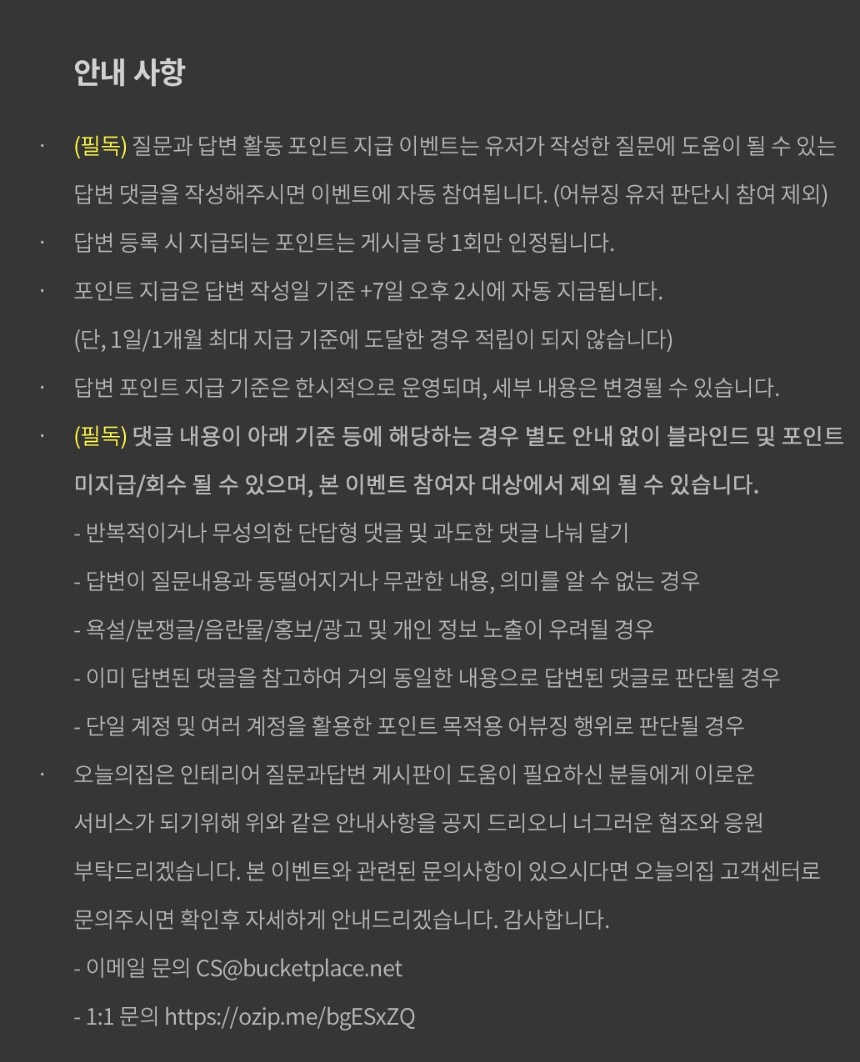 안내 사항
· (필독) 질문과 답변 활동 포인트 지급 이벤트는 유저가 작성한 질문에 도움이 될 수 있는
답변 댓글을 작성해주시면 이벤트에 자동 참여됩니다. (어뷰징 유저 판단시 참여 제외)
· 답변 등록 시 지급되는 포인트는 게시글 당 1회만 인정됩니다.
· 포인트 지급은 답변 작성일 기준 +7일 오후 2시에 자동 지급됩니다.
(단, 1일/1개월 최대 지급 기준에 도달한 경우 적립이 되지 않습니다)
· 답변 포인트 지급 기준은 한시적으로 운영되며, 세부 내용은 변경될 수 있습니다.
· (필독) 댓글 내용이 아래 기준 등에 해당하는 경우 별도 안내 없이 블라인드 및 포인트
미지급/회수 될 수 있으며, 본 이벤트 참여자 대상에서 제외 될 수 있습니다.
- 반복적이거나 무성의한 단답형 댓글 및 과도한 댓글 나눠 달기
- 답변이 질문내용과 동떨어지거나 무관한 내용, 의미를 알 수 없는 경우
- 욕설/분쟁글/음란물/홍보/광고 및 개인 정보 노출이 우려될 경우
- 이미 답변된 댓글을 참고하여 거의 동일한 내용으로 답변된 댓글로 판단될 경우
- 단일 계정 및 여러 계정을 활용한 포인트 목적용 어뷰징 행위로 판단될 경우
· 오늘의집은 인테리어 질문과답변 게시판이 도움이 필요하신 분들에게 이로운
서비스가 되기위해 위와 같은 안내사항을 공지 드리오니 너그러운 협조와 응원
부탁드리겠습니다. 본 이벤트와 관련된 문의사항이 있으시다면 오늘의집 고객센터로
문의주시면 확인후 자세하게 안내드리겠습니다. 감사합니다.
- 이메일 문의 CS@bucketplace.net
- 1:1 문의 https://ozip.me/bgESxZQ